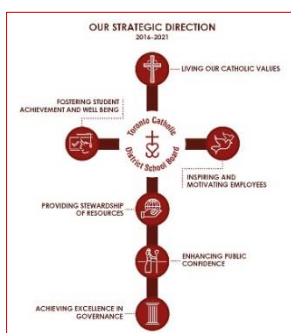 OUR STRATEGIC DIRECTION
2016-2021
LIVING OUR CATHOLIC VALUES
FOSTERING STUDENT
ACHIEVEMENT AND WELL BEING
Toronto Catholic
District School Board
INSPIRING AND
MOTIVATING EMPLOYEES
PROVIDING STEWARDSHIP
OF RESOURCES
ENHANCING PUBLIC
CONFIDENCE
ACHIEVING EXCELLENCE IN
GOVERNANCE